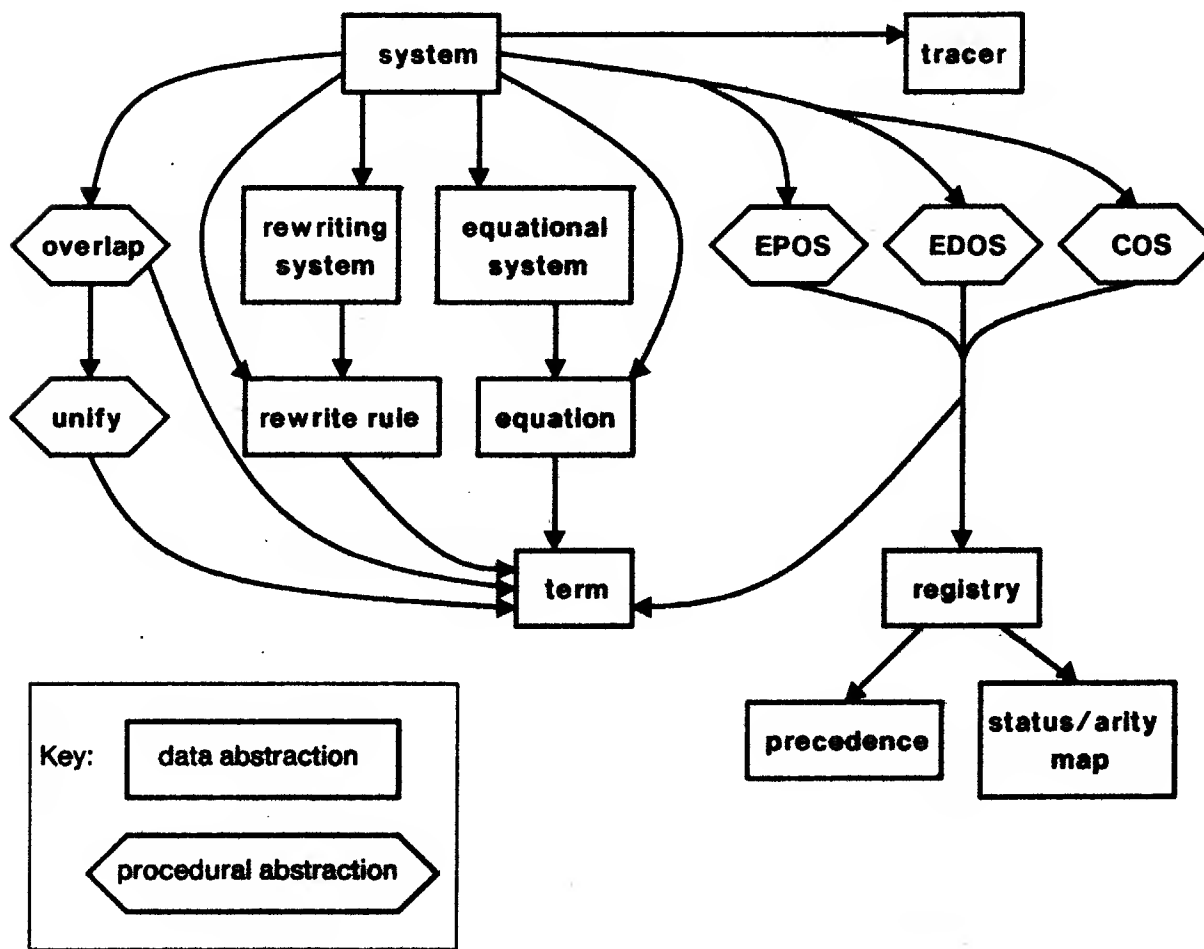 system
tracer
overlap
rewriting
system
equational
system
EPOS
EDOS
COS
unify
rewrite rule
equation
term
registry
precedence
status/arity
map
Key:
data abstraction
procedural abstraction